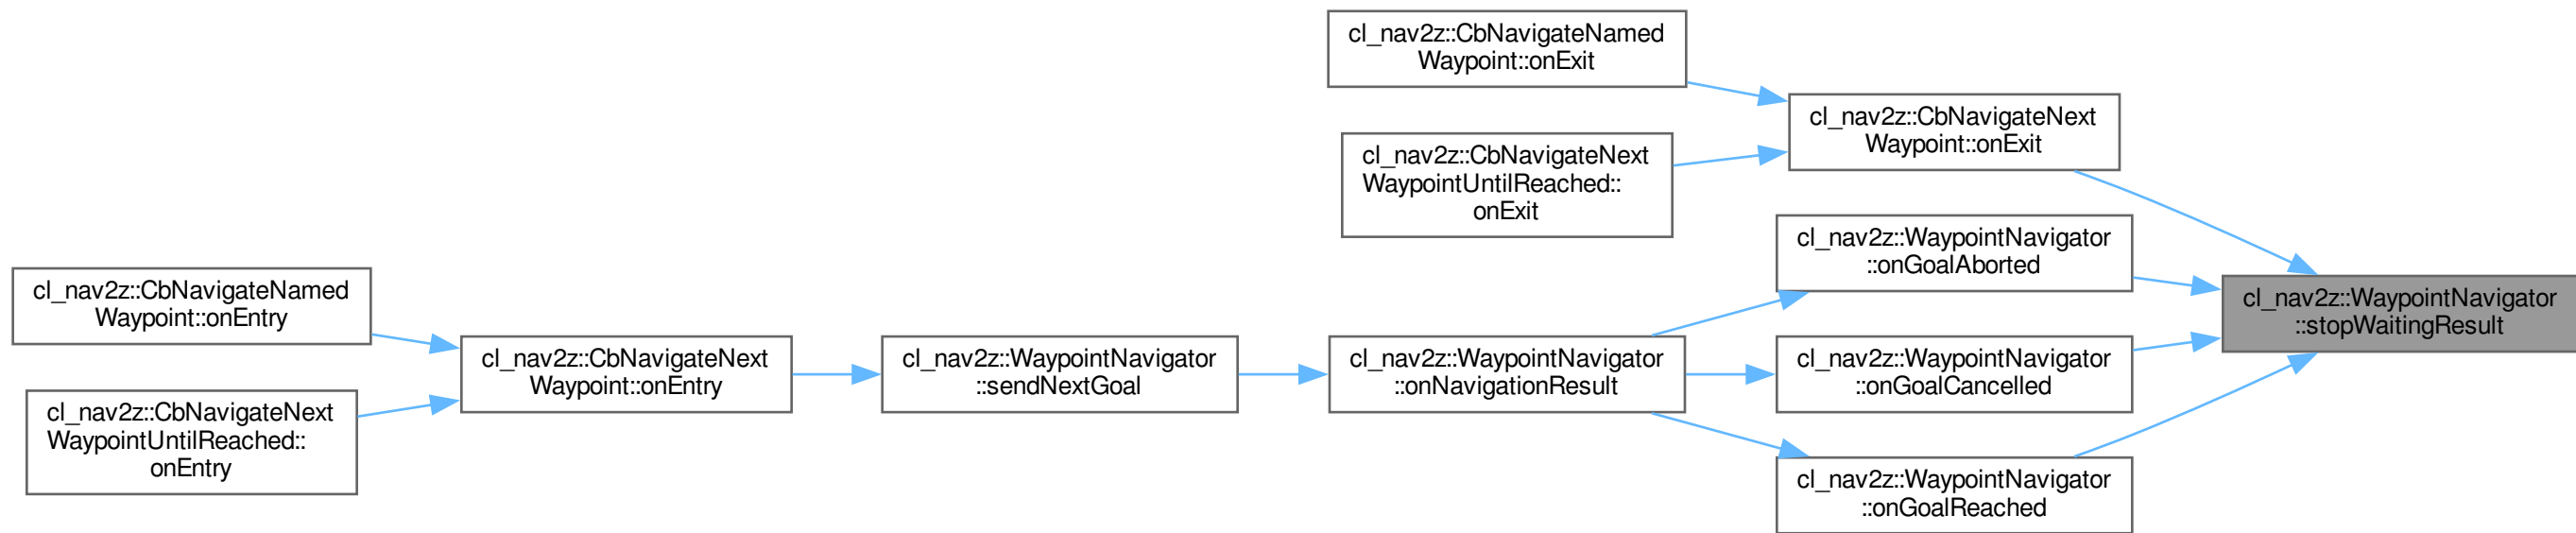 cl_nav2z::CbNavigateNamed
Waypoint::onExit
cl_nav2z::CbNavigateNext
Waypoint::onExit
cl_nav2z::CbNavigateNext
WaypointUntilReached::
onExit
cl_nav2z::WaypointNavigator
::onGoalAborted
cl_nav2z::CbNavigateNamed
Waypoint::onEntry
cl_nav2z::WaypointNavigator
::stopWaitingResult
cl_nav2z::CbNavigateNext
Waypoint::onEntry
cl_nav2z::WaypointNavigator
::sendNextGoal
cl_nav2z::WaypointNavigator
::onNavigationResult
cl_nav2z::WaypointNavigator
::onGoalCancelled
cl_nav2z::CbNavigateNext
WaypointUntilReached::
onEntry
cl_nav2z::WaypointNavigator
::onGoalReached